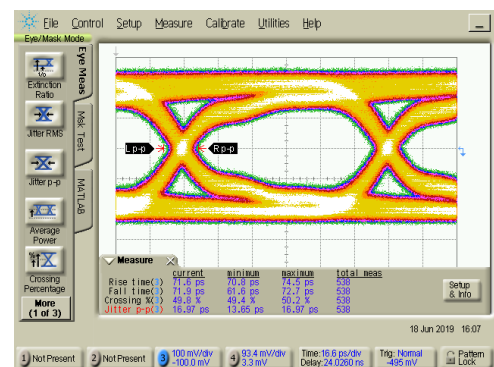 File Control Setup Measure Calibrate Utilities Help
Eye/Mask Mode
Eye Meas
Msk Test
MATLAB
Extinction
Ratio
Jitter RMS
Jitter p-p
Average
Power
Crossing
Percentage
More
(1 of 3)
L p-p
R p-p
Measure
current minimum maximum total meas
Rise time(3) 71.6 ps 70.8 ps 74.5 ps 538
Fall time(3) 71.9 ps 61.6 ps 72.7 ps 538
Crossing %(3) 49.8 % 49.4 % 50.2 % 538
Jitter p-p(3) 16.97 ps 13.65 ps 16.97 ps 538
Setup
& Info
18 Jun 2019 16:07
1 Not Present
2 Not Present
3 100 mV/div
-100.0 mV
4 93.4 mV/div
3.3 mV
Time:16.6 ps/div
Delay:24.0260 ns
Trig: Normal
-495 mV
Pattern
Lock